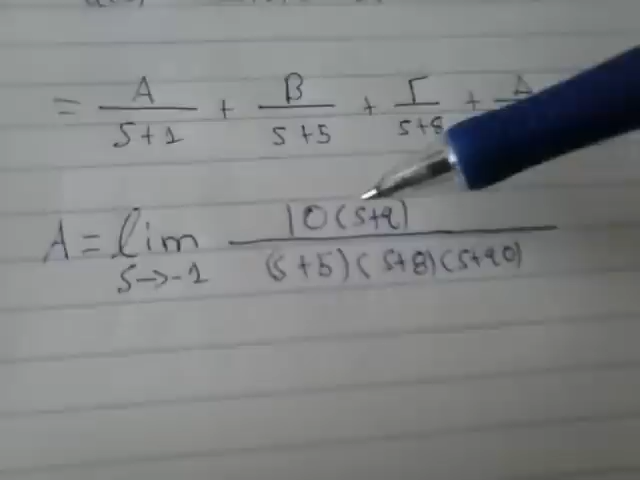 = A/(s+1) + B/(s+5) + Γ/(s+8) + Δ
A = lim s→-1 10(s+2)/((s+5)(s+8)(s+20))